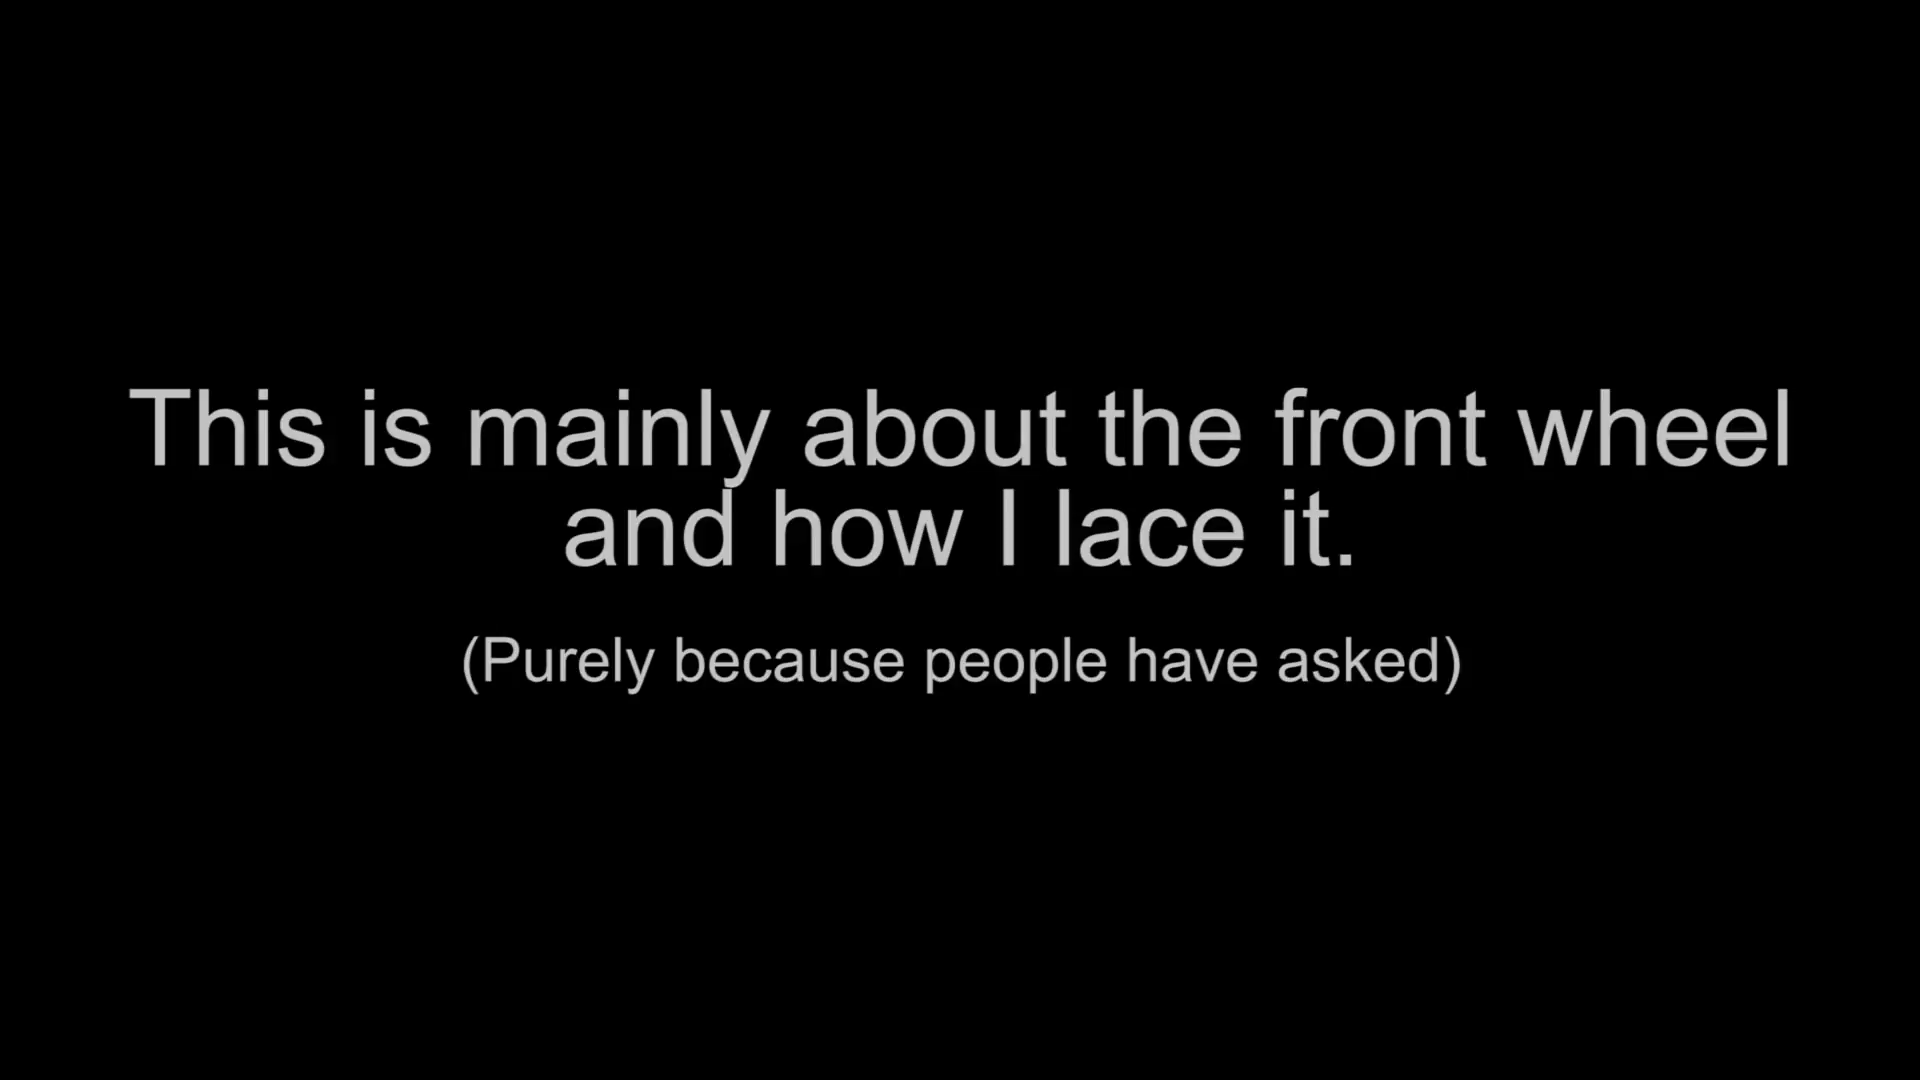 This is mainly about the front wheel
and how I lace it.
(Purely because people have asked)